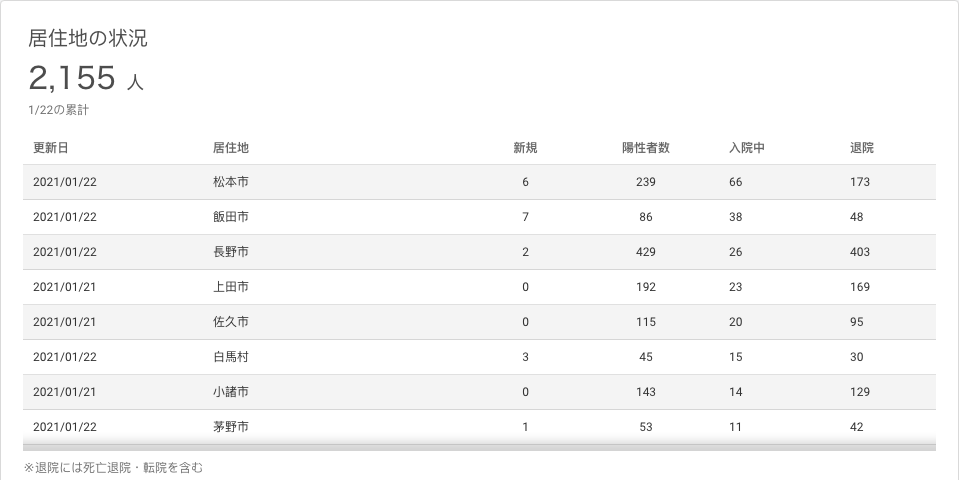 居住地の状況
2,155 人
1/22の累計
更新日 居住地 新規 陽性者数 入院中 退院
2021/01/22 松本市 6 239 66 173
2021/01/22 飯田市 7 86 38 48
2021/01/22 長野市 2 429 26 403
2021/01/21 上田市 0 192 23 169
2021/01/21 佐久市 0 115 20 95
2021/01/22 白馬村 3 45 15 30
2021/01/21 小諸市 0 143 14 129
2021/01/22 茅野市 1 53 11 42
※退院には死亡退院・転院を含む